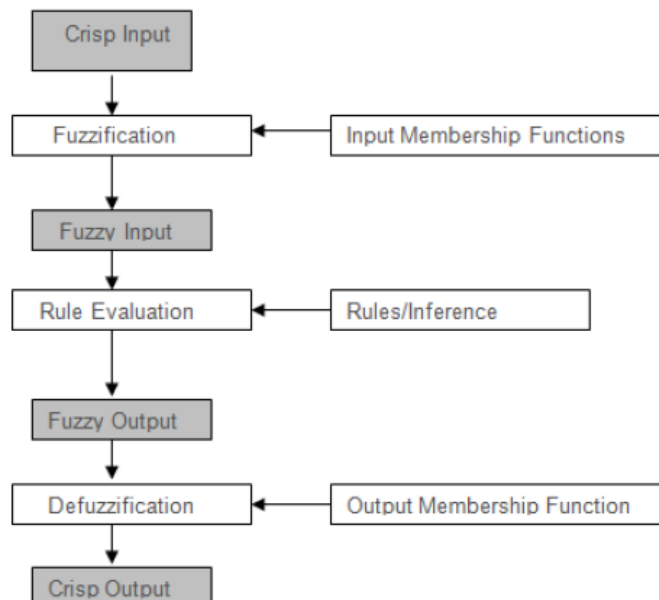 Crisp Input
Fuzzification
Input Membership Functions
Fuzzy Input
Rule Evaluation
Rules/Inference
Fuzzy Output
Defuzzification
Output Membership Function
Crisp Output